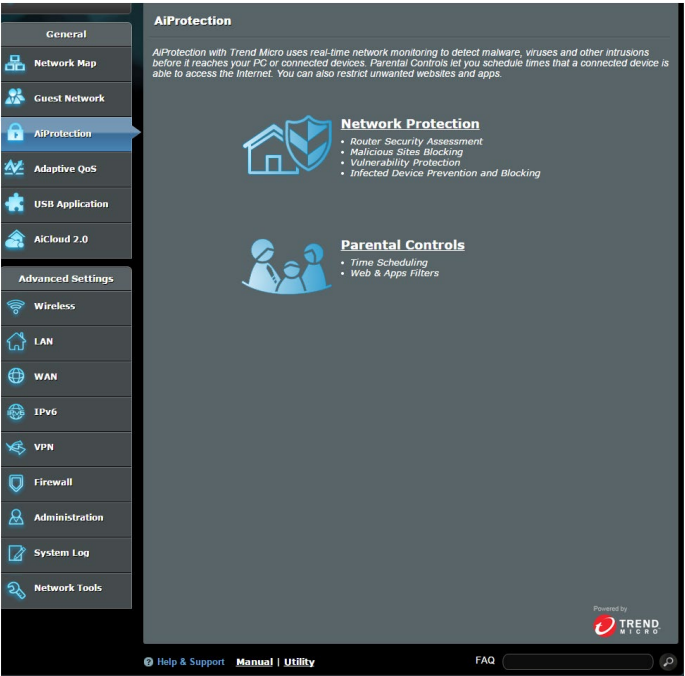 General
Network Map
Guest Network
AiProtection
Adaptive QoS
USB Application
AiCloud 2.0
Advanced Settings
Wireless
LAN
WAN
IPv6
IPv6
VPN
Firewall
Administration
System Log
Network Tools
AiProtection
AiProtection with Trend Micro uses real-time network monitoring to detect malware, viruses and other intrusions
before it reaches your PC or connected devices. Parental Controls let you schedule times that a connected device is
able to access the Internet. You can also restrict unwanted websites and apps.
Network Protection
• Router Security Assessment
• Malicious Sites Blocking
• Vulnerability Protection
• Infected Device Prevention and Blocking
Parental Controls
• Time Scheduling
• Web & Apps Filters
Powered by
TREND
MICRO
Help & Support Manual | Utility FAQ